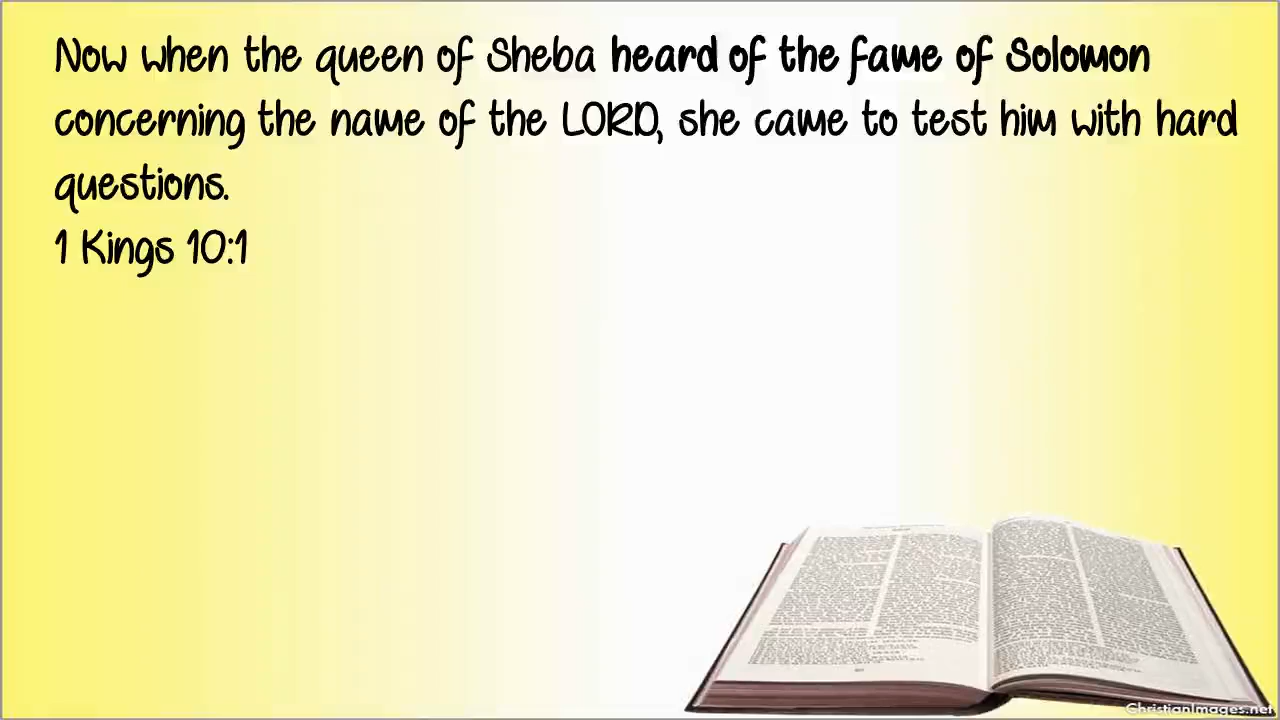 Now when the queen of Sheba heard of the fame of Solomon
concerning the name of the LORD, she came to test him with hard
questions.
1 Kings 10:1
ChristianImages.net